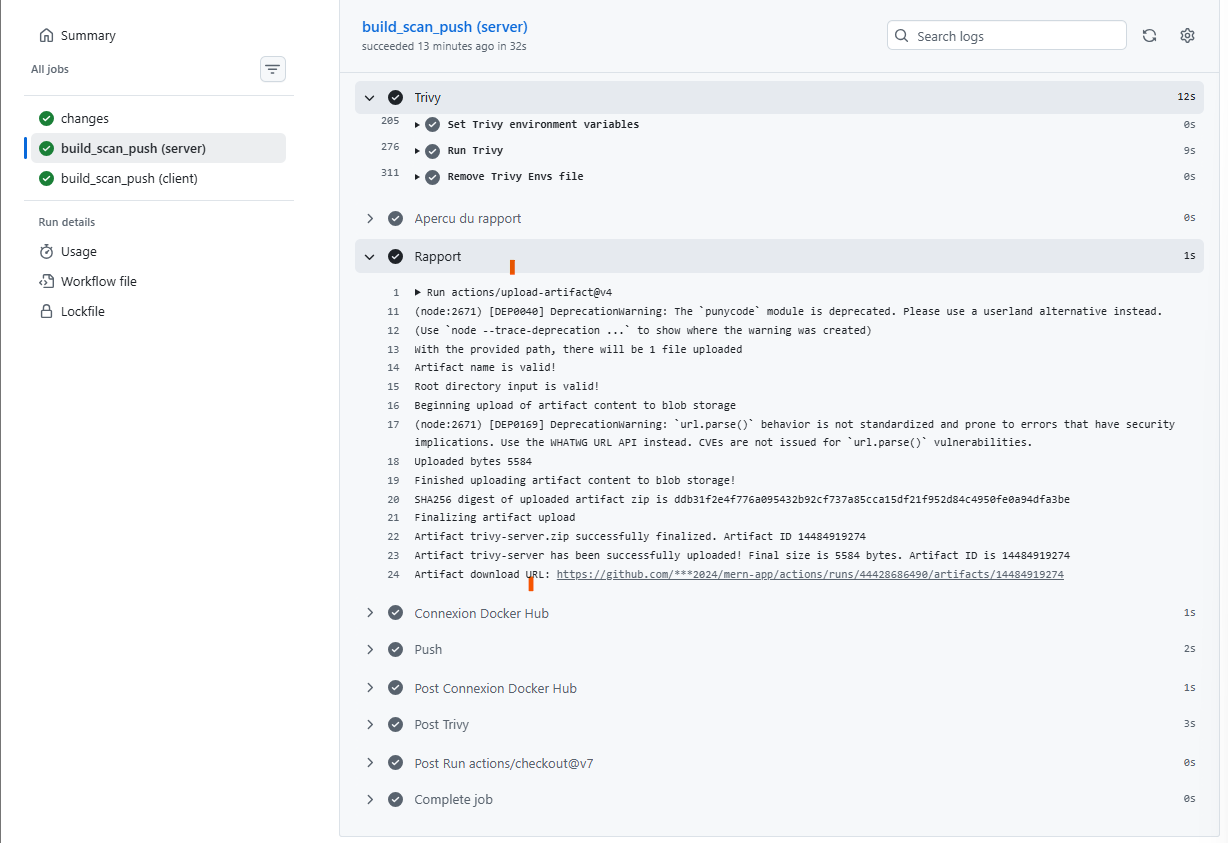 Summary
All jobs
changes
build_scan_push (server)
build_scan_push (client)
Run details
Usage
Workflow file
Lockfile
build_scan_push (server)
succeeded 13 minutes ago in 32s
Search logs
Trivy 12s
205 Set Trivy environment variables 0s
276 Run Trivy 9s
311 Remove Trivy Envs file 0s
Apercu du rapport 0s
Rapport 1s
1 Run actions/upload-artifact@v4
11 (node:2671) [DEP0040] DeprecationWarning: The `punycode` module is deprecated. Please use a userland alternative instead.
12 (Use `node --trace-deprecation ...` to show where the warning was created)
13 With the provided path, there will be 1 file uploaded
14 Artifact name is valid!
15 Root directory input is valid!
16 Beginning upload of artifact content to blob storage
17 (node:2671) [DEP0169] DeprecationWarning: `url.parse()` behavior is not standardized and prone to errors that have security
implications. Use the WHATWG URL API instead. CVEs are not issued for `url.parse()` vulnerabilities.
18 Uploaded bytes 5584
19 Finished uploading artifact content to blob storage!
20 SHA256 digest of uploaded artifact zip is ddb31f2e4f776a095432b92cf737a85cca15df21f952d84c4950fe0a94dfa3be
21 Finalizing artifact upload
22 Artifact trivy-server.zip successfully finalized. Artifact ID 14484919274
23 Artifact trivy-server has been successfully uploaded! Final size is 5584 bytes. Artifact ID is 14484919274
24 Artifact download URL: https://github.com/***2024/mern-app/actions/runs/44428686490/artifacts/14484919274
Connexion Docker Hub 1s
Push 2s
Post Connexion Docker Hub 1s
Post Trivy 3s
Post Run actions/checkout@v7 0s
Complete job 0s